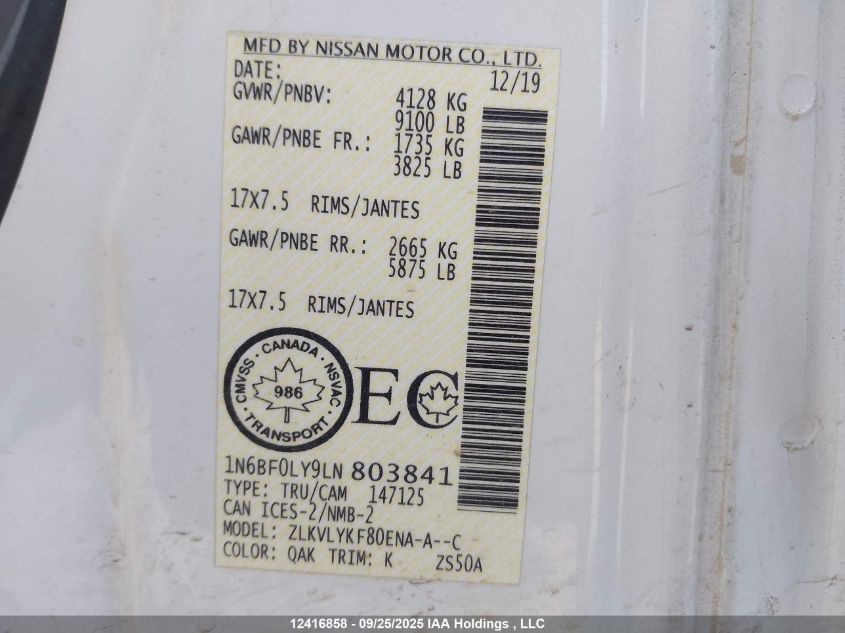 MFD BY NISSAN MOTOR CO., LTD.
DATE: 12/19
GVWR/PNBV: 4128 KG
9100 LB
GAWR/PNBE FR.: 1735 KG
3825 LB
17X7.5 RIMS/JANTES
GAWR/PNBE RR.: 2665 KG
5875 LB
17X7.5 RIMS/JANTES
CMVSS · CANADA · NSVAC
986
· TRANSPORT ·
EC
1N6BF0LY9LN 803841
TYPE: TRU/CAM 147125
CAN ICES-2/NMB-2
MODEL: ZLKVLYKF80ENA-A--C
COLOR: QAK TRIM: K ZS50A
12416858 - 09/25/2025 IAA Holdings , LLC